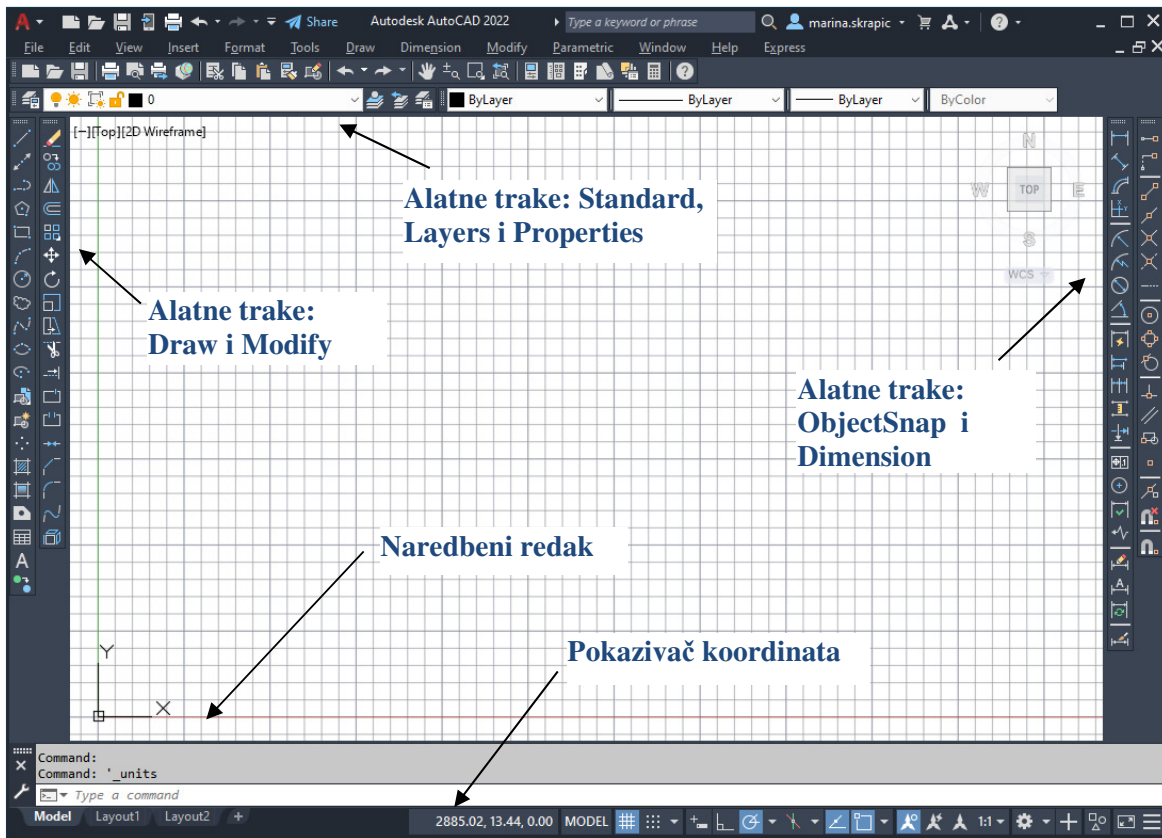 Share
Autodesk AutoCAD 2022
Type a keyword or phrase
marina.skrapic
File Edit View Insert Format Tools Draw Dimension Modify Parametric Window Help Express
0 ByLayer ByLayer ByLayer ByColor
[−][Top][2D Wireframe]
N
W TOP E
S
WCS
Alatne trake: Standard,
Layers i Properties
Alatne trake:
Draw i Modify
Alatne trake:
ObjectSnap i
Dimension
Naredbeni redak
Pokazivač koordinata
Y
X
Command:
Command: '_units
Type a command
Model Layout1 Layout2 +
2885.02, 13.44, 0.00 MODEL 1:1